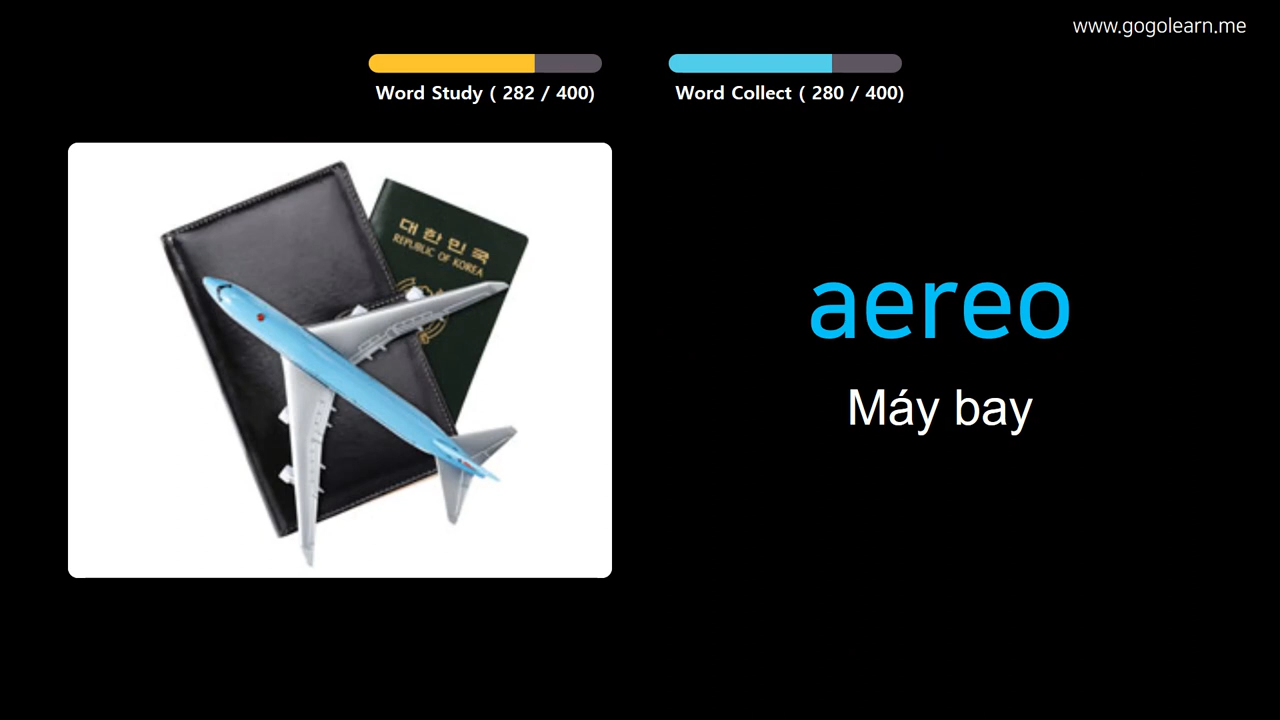 www.gogolearn.me
Word Study ( 282 / 400)
Word Collect ( 280 / 400)
대한민국
REPUBLIC OF KOREA
aereo
Máy bay